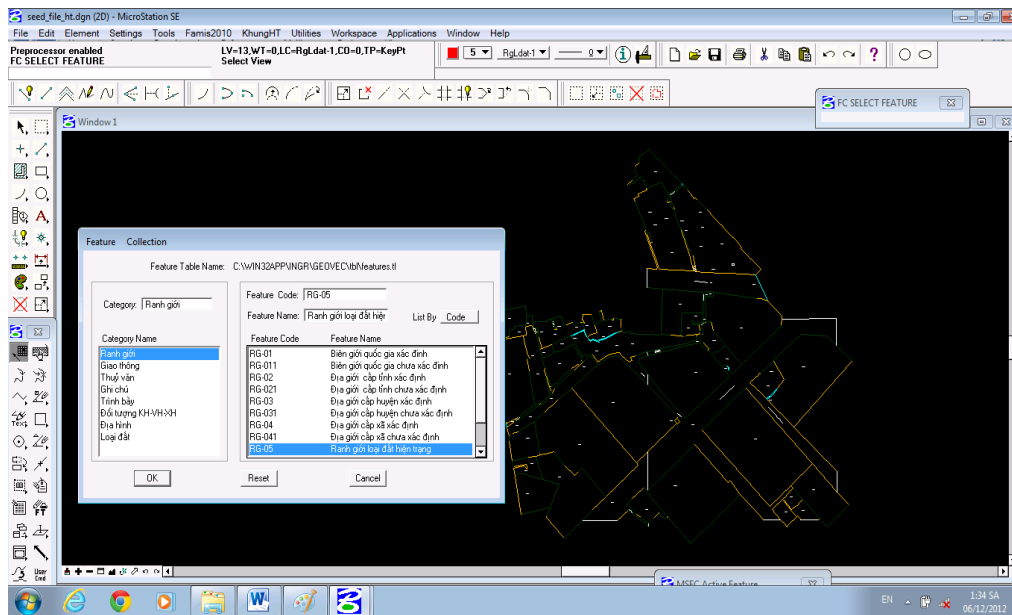 seed_file_ht.dgn (2D) - MicroStation SE
File Edit Element Settings Tools Famis2010 KhungHT Utilities Workspace Applications Window Help
Preprocessor enabled LV=13,WT=0,LC=RgLdat-1,CO=0,TP=KeyPt
FC SELECT FEATURE Select View
5 RgLdat-1 0
FC SELECT FEATURE
Window 1
Feature Collection
Feature Table Name: C:\WIN32APP\INGR\GEOVEC\tbl\features.tl
Category: Ranh giới
Feature Code: RG-05
Feature Name: Ranh giới loại đất hiệr List By Code
Category Name
Ranh giới
Giao thông
Thuỷ văn
Ghi chú
Trình bày
Đối tượng KH-VH-XH
Địa hình
Loại đất
Feature Code Feature Name
RG-01 Biên giới quốc gia xác đinh
RG-011 Biên giới quốc gia chưa xác đinh
RG-02 Địa giới cấp tỉnh xác định
RG-021 Địa giới cấp tỉnh chưa xác định
RG-03 Địa giới cấp huyện xác định
RG-031 Địa giới cấp huyện chưa xác định
RG-04 Địa giới cấp xã xác định
RG-041 Địa giới cấp xã chưa xác định
RG-05 Ranh giới loại đất hiện trạng
OK Reset Cancel
Text
FT
User
Cmd
MSFC Active Feature
EN
1:34 SA
06/12/2012